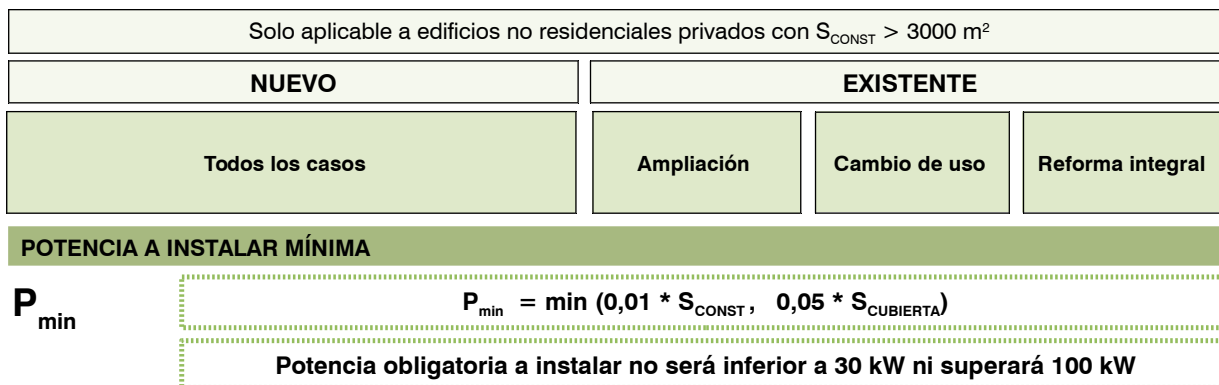 Solo aplicable a edificios no residenciales privados con S_CONST > 3000 m²
NUEVO
EXISTENTE
Todos los casos
Ampliación
Cambio de uso
Reforma integral
POTENCIA A INSTALAR MÍNIMA
P_min
P_min = min (0,01 * S_CONST, 0,05 * S_CUBIERTA)
Potencia obligatoria a instalar no será inferior a 30 kW ni superará 100 kW